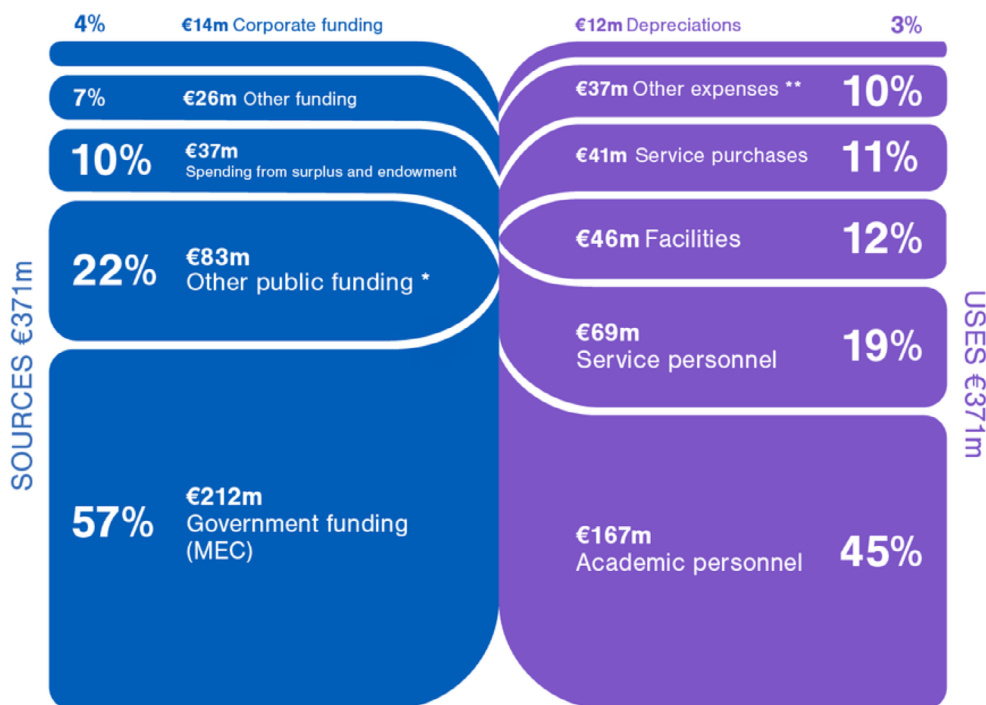 SOURCES €371m
4%
€14m Corporate funding
7%
€26m Other funding
10%
€37m
Spending from surplus and endowment
22%
€83m
Other public funding *
57%
€212m
Government funding
(MEC)
€12m Depreciations
3%
€37m Other expenses **
10%
€41m Service purchases
11%
€46m Facilities
12%
€69m
Service personnel
19%
€167m
Academic personnel
45%
USES €371m